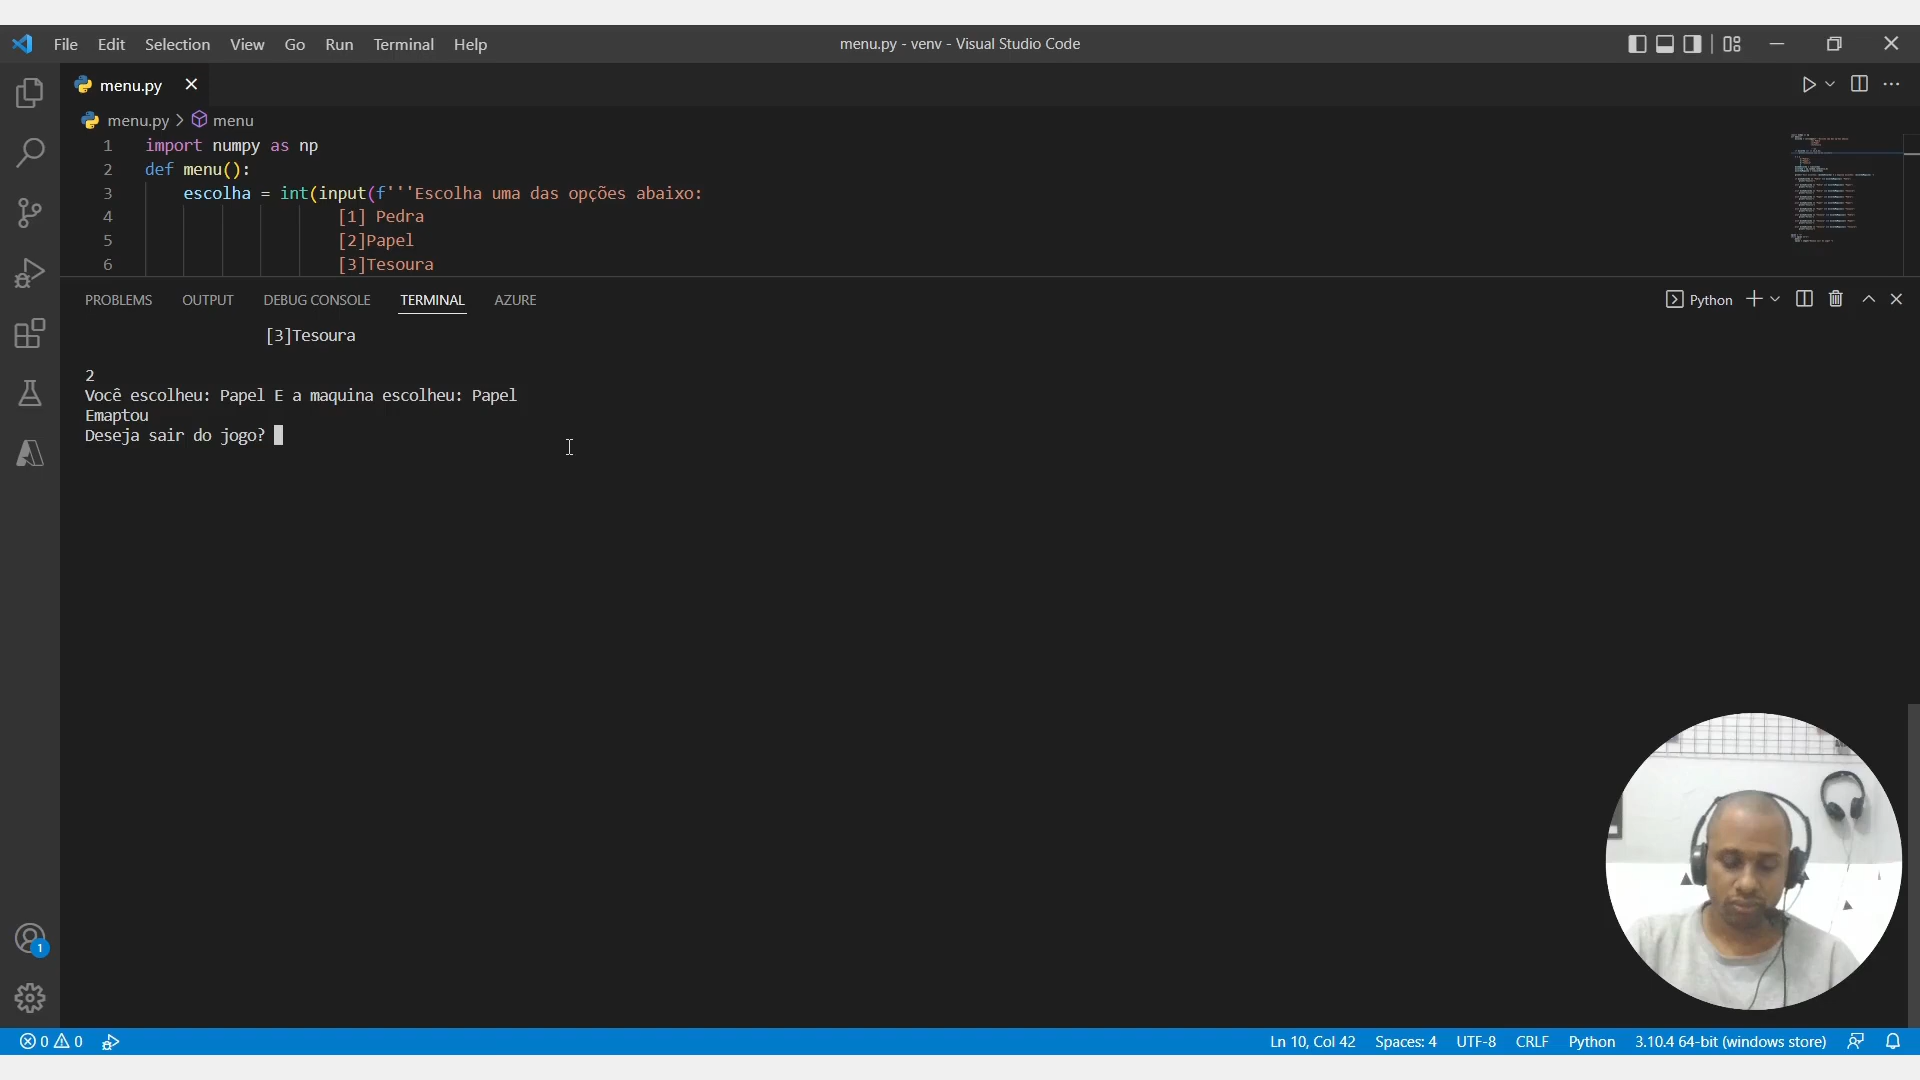 File Edit Selection View Go Run Terminal Help menu.py - venv - Visual Studio Code
menu.py
menu.py > menu
1 import numpy as np
2 def menu():
3 escolha = int(input(f'''Escolha uma das opções abaixo:
4 [1] Pedra
5 [2]Papel
6 [3]Tesoura
PROBLEMS OUTPUT DEBUG CONSOLE TERMINAL AZURE Python
[3]Tesoura
2
Você escolheu: Papel E a maquina escolheu: Papel
Emaptou
Deseja sair do jogo?
1
0 0 Ln 10, Col 42 Spaces: 4 UTF-8 CRLF Python 3.10.4 64-bit (windows store)